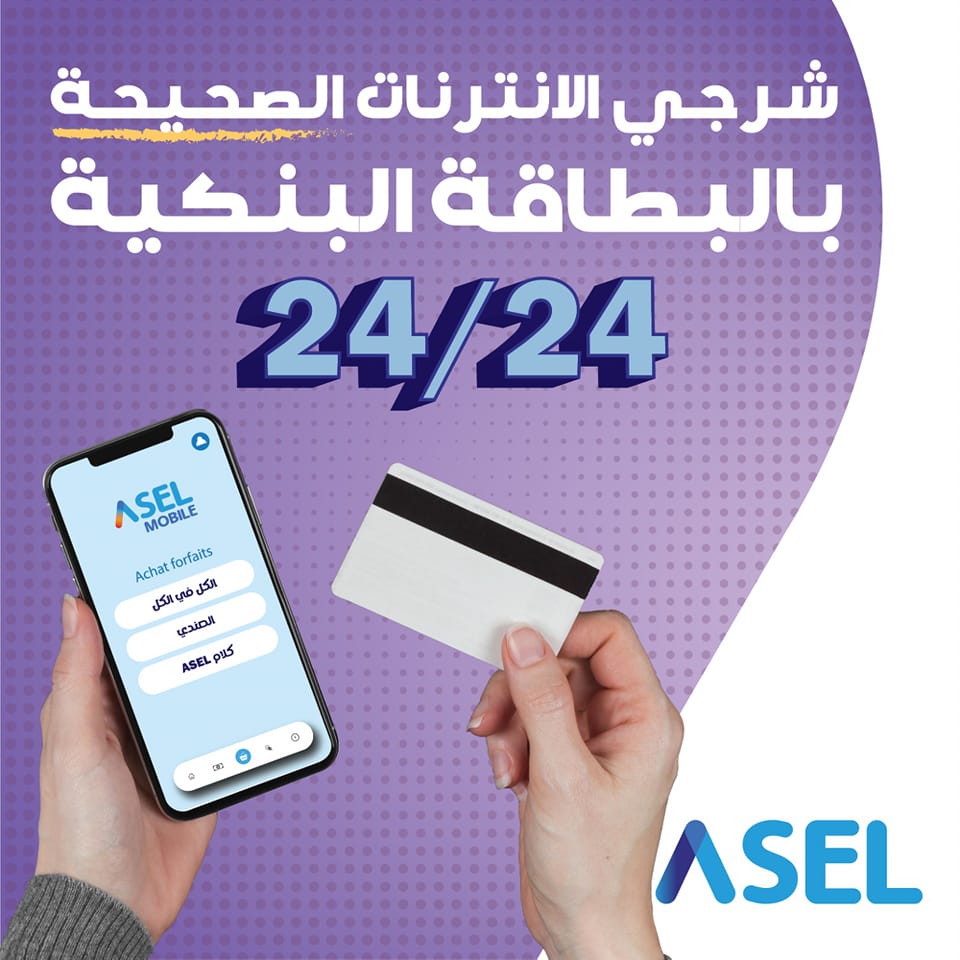 شرجي الانترنات الصحيحة
بالبطاقة البنكية
24/24
ASEL
MOBILE
Achat forfaits
الكل في الكل
الصندي
كلام ASEL
ASEL